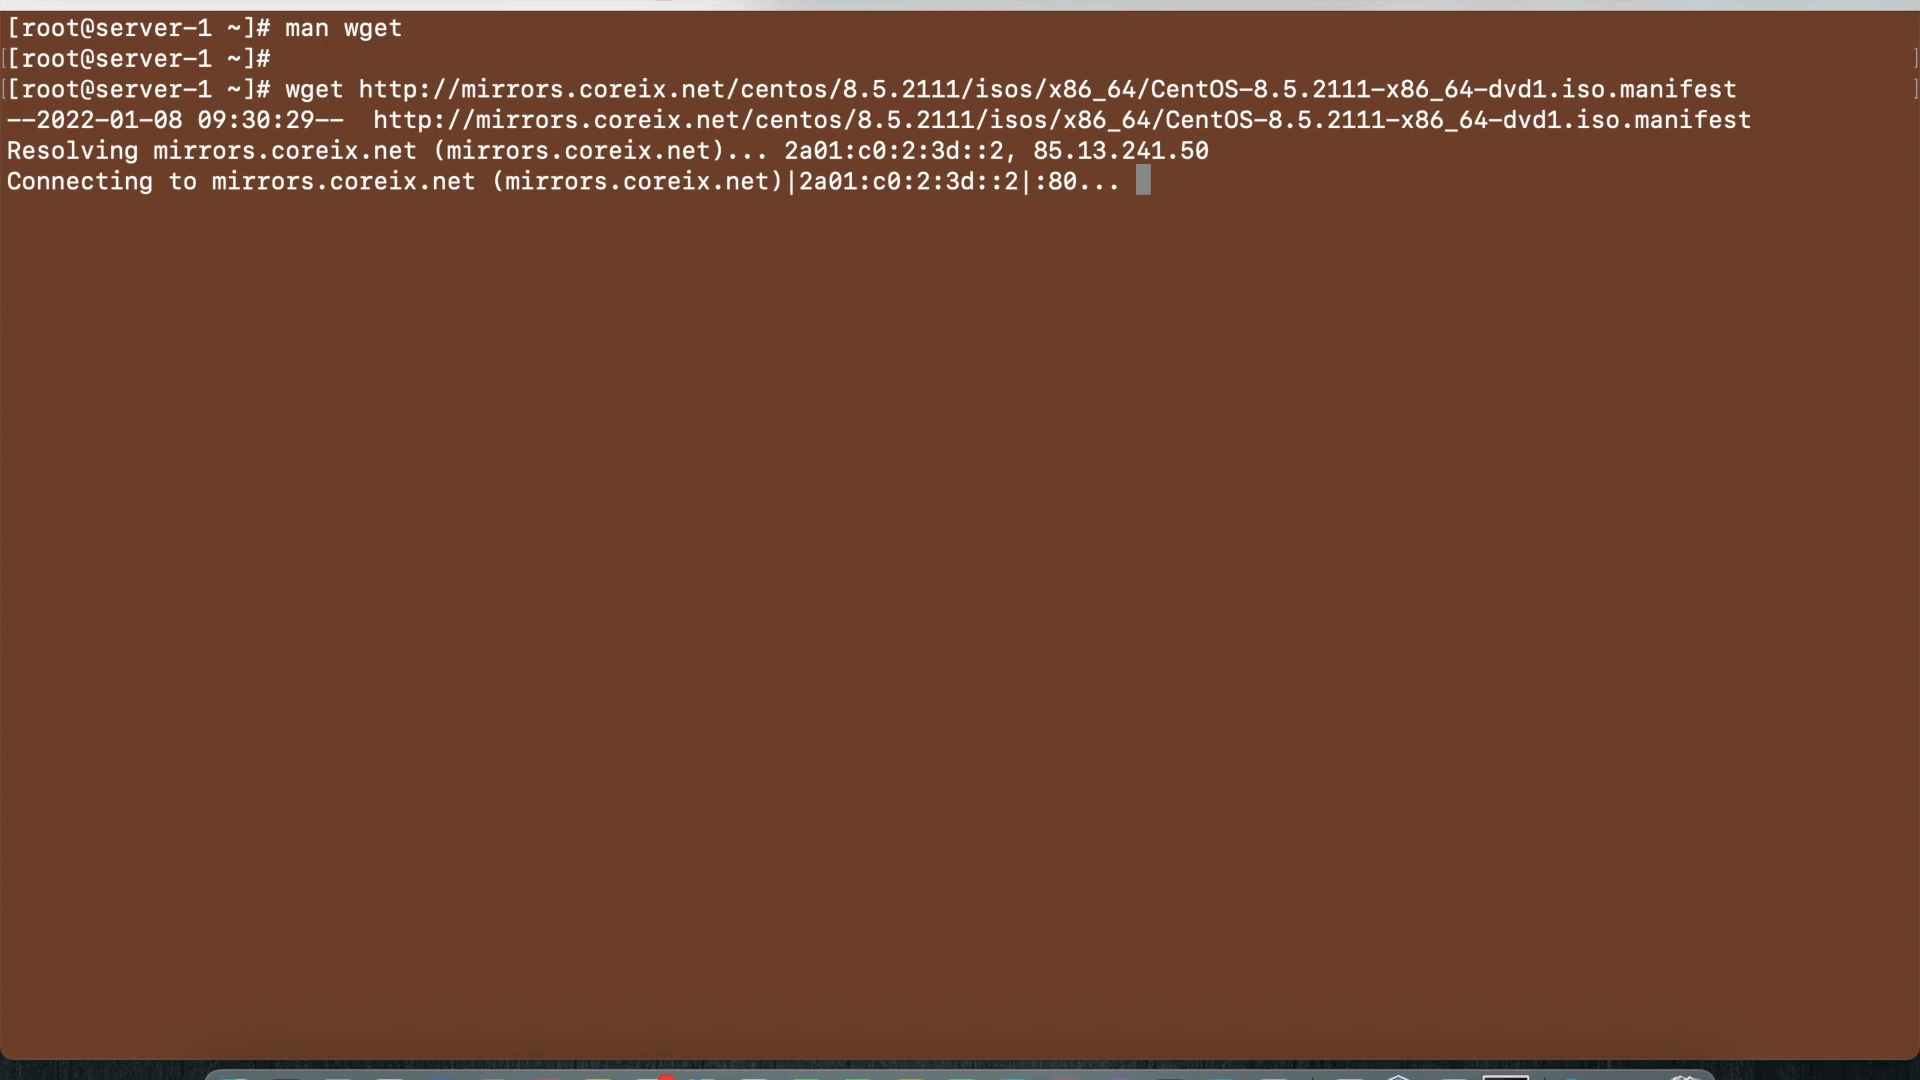 [root@server-1 ~]# man wget
[root@server-1 ~]#
[root@server-1 ~]# wget http://mirrors.coreix.net/centos/8.5.2111/isos/x86_64/CentOS-8.5.2111-x86_64-dvd1.iso.manifest
--2022-01-08 09:30:29--  http://mirrors.coreix.net/centos/8.5.2111/isos/x86_64/CentOS-8.5.2111-x86_64-dvd1.iso.manifest
Resolving mirrors.coreix.net (mirrors.coreix.net)... 2a01:c0:2:3d::2, 85.13.241.50
Connecting to mirrors.coreix.net (mirrors.coreix.net)|2a01:c0:2:3d::2|:80...